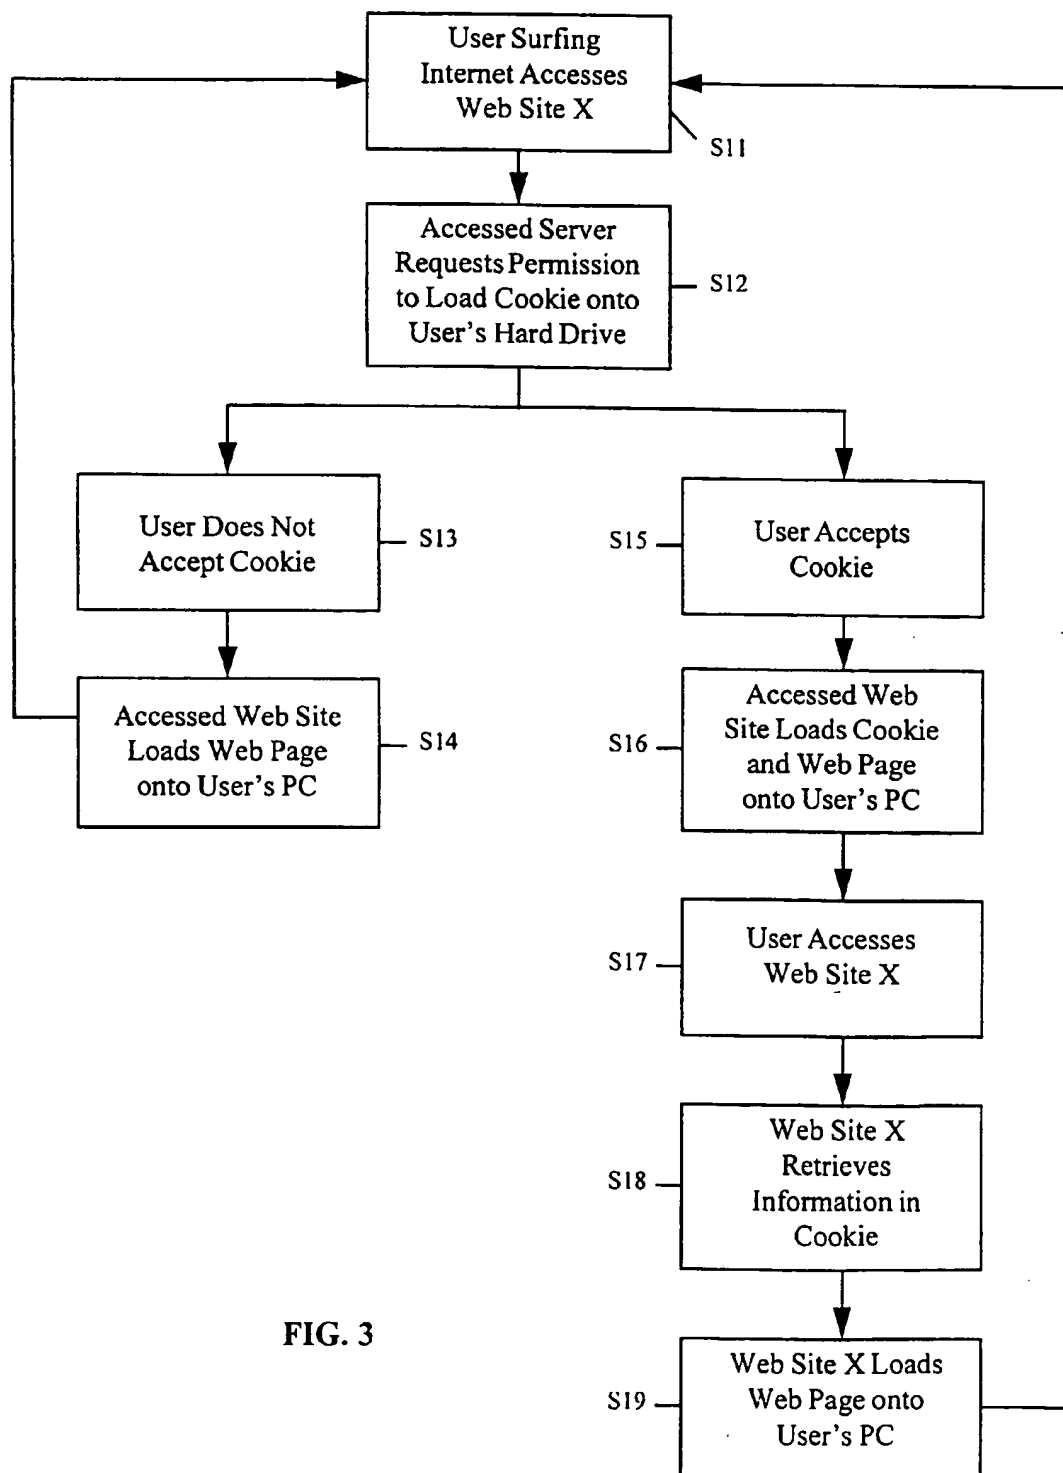 User Surfing
Internet Accesses
Web Site X
S11
Accessed Server
Requests Permission
to Load Cookie onto
User's Hard Drive
S12
User Does Not
Accept Cookie
S13
S15
User Accepts
Cookie
Accessed Web Site
Loads Web Page
onto User's PC
S14
S16
Accessed Web
Site Loads Cookie
and Web Page
onto User's PC
S17
User Accesses
Web Site X
S18
Web Site X
Retrieves
Information in
Cookie
FIG. 3
S19
Web Site X Loads
Web Page onto
User's PC